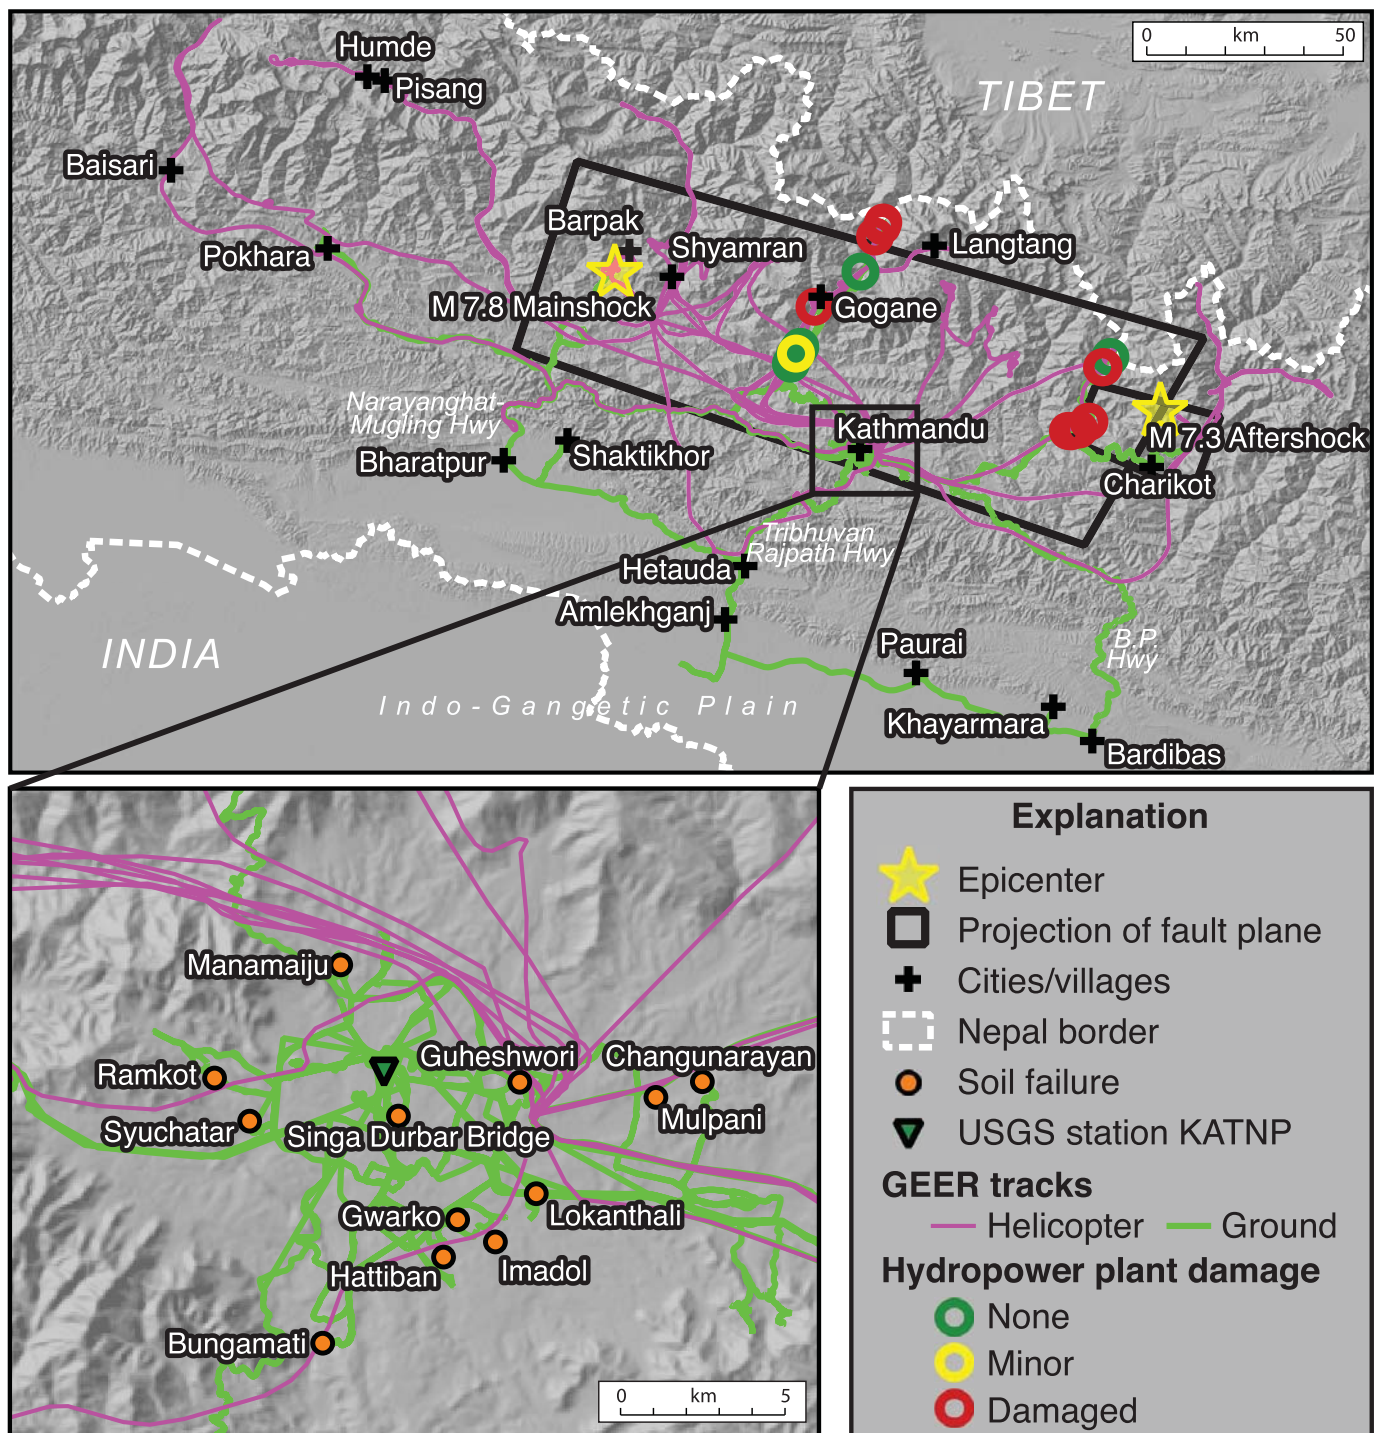 Humde
Pisang
0 km 50
TIBET
Baisari
Barpak
Shyamran
Langtang
Pokhara
M 7.8 Mainshock
Gogane
Narayanghat-
Mugling Hwy
Kathmandu
M 7.3 Aftershock
Bharatpur
Shaktikhor
Charikot
Tribhuvan
Rajpath Hwy
Hetauda
Amlekhganj
INDIA
Paurai
B.P.
Hwy
Indo-Gangetic Plain
Khayarmara
Bardibas
Manamaiju
Guheshwori
Changunarayan
Ramkot
Mulpani
Syuchatar
Singa Durbar Bridge
Gwarko
Lokanthali
Hattiban
Imadol
Bungamati
0 km 5
Explanation
Epicenter
Projection of fault plane
Cities/villages
Nepal border
Soil failure
USGS station KATNP
GEER tracks
Helicopter
Ground
Hydropower plant damage
None
Minor
Damaged